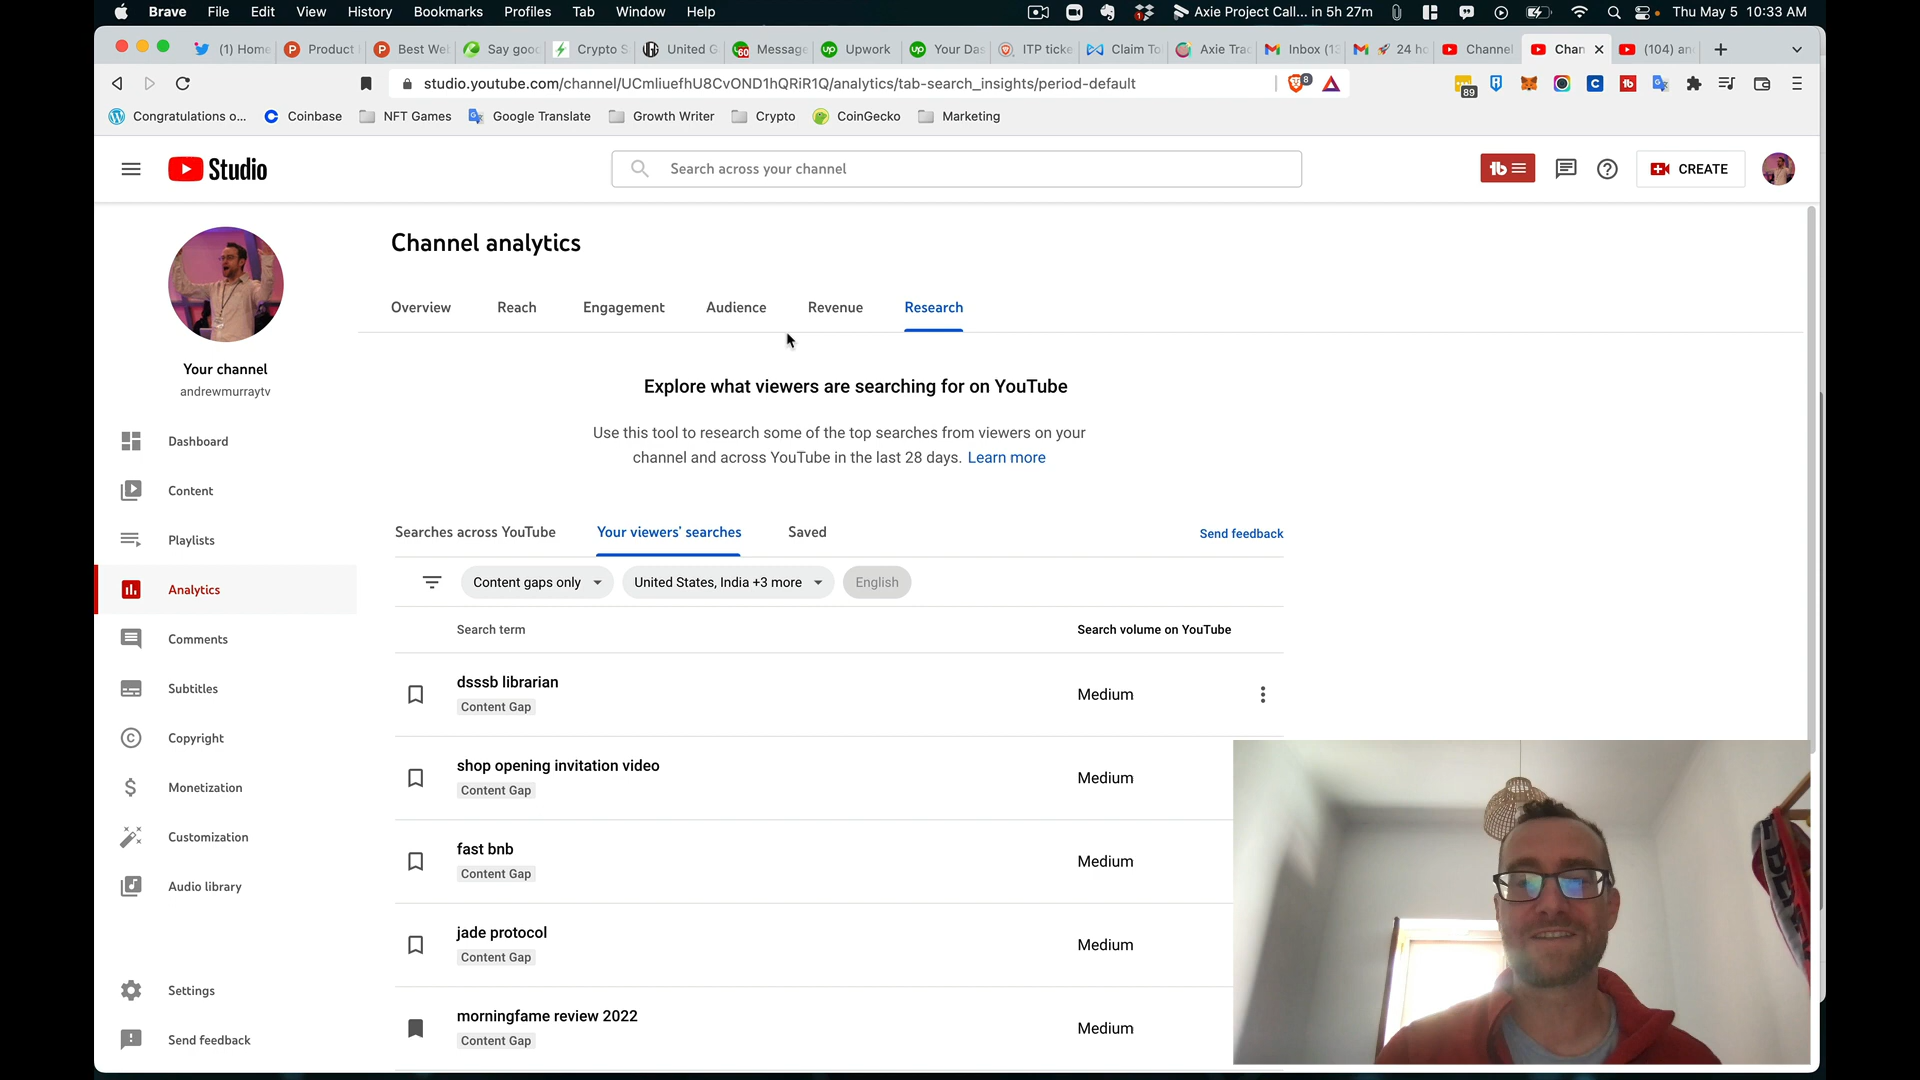 Brave File Edit View History Bookmarks Profiles Tab Window Help
1
Axie Project Call... in 5h 27m
Thu May 5 10:33 AM
(1) Home
Product
Best We
Say goo
Crypto S
United G
60
Message
Upwork
Your Da
ITP ticke
Claim To
Axie Tra
Inbox (13
24 ho
Channel
Chan
(104) an
studio.youtube.com/channel/UCmliuefhU8CvOND1hQRiR1Q/analytics/tab-search_insights/period-default
8
89
Congratulations o...
Coinbase
NFT Games
Google Translate
Growth Writer
Crypto
CoinGecko
Marketing
Studio
Search across your channel
CREATE
Your channel
andrewmurraytv
Dashboard
Content
Playlists
Analytics
Comments
Subtitles
Copyright
Monetization
Customization
Audio library
Settings
Send feedback
Channel analytics
Overview Reach Engagement Audience Revenue Research
Explore what viewers are searching for on YouTube
Use this tool to research some of the top searches from viewers on your
channel and across YouTube in the last 28 days. Learn more
Searches across YouTube Your viewers' searches Saved Send feedback
Content gaps only United States, India +3 more English
Search term Search volume on YouTube
dsssb librarian
Content Gap
Medium
shop opening invitation video
Content Gap
Medium
fast bnb
Content Gap
Medium
jade protocol
Content Gap
Medium
morningfame review 2022
Content Gap
Medium